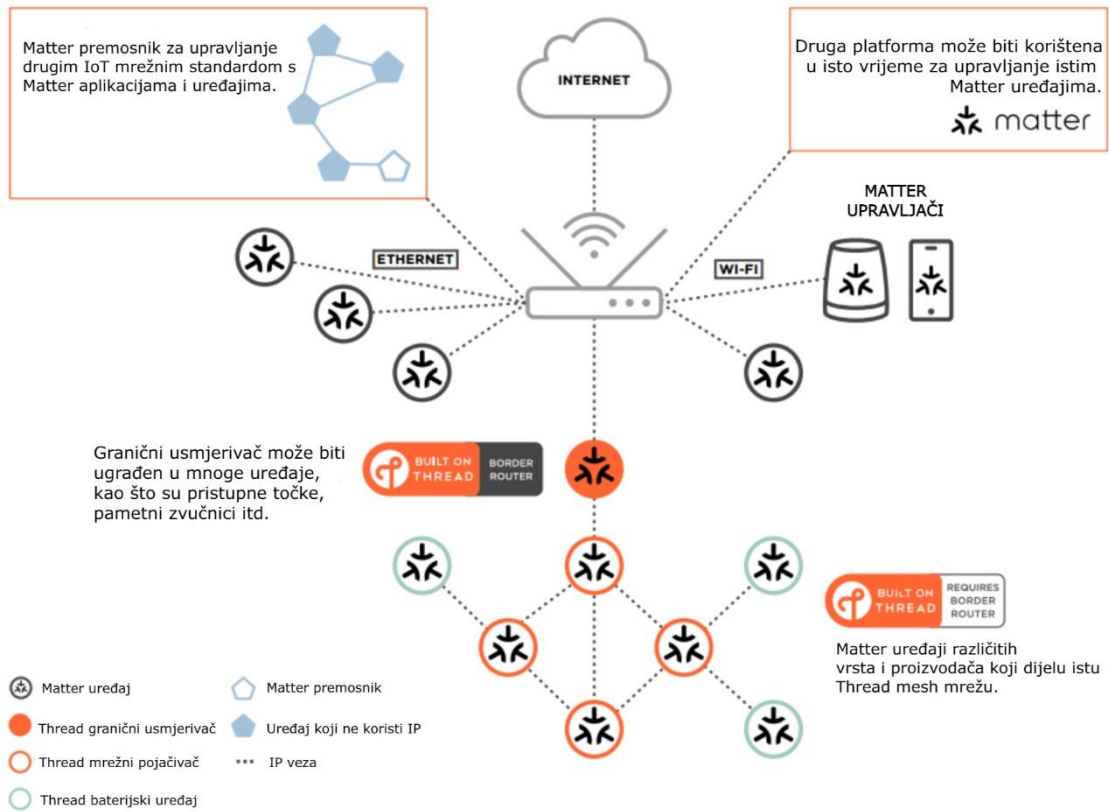 Matter premosnik za upravljanje
drugim IoT mrežnim standardom s
Matter aplikacijama i uređajima.
INTERNET
Druga platforma može biti korištena
u isto vrijeme za upravljanje istim
Matter uređajima.
matter
MATTER
UPRAVLJAČI
ETHERNET
WI-FI
Granični usmjerivač može biti
ugrađen u mnoge uređaje,
kao što su pristupne točke,
pametni zvučnici itd.
BUILT ON
THREAD
BORDER
ROUTER
BUILT ON
THREAD
REQUIRES
BORDER
ROUTER
Matter uređaji različitih
vrsta i proizvođača koji dijelu istu
Thread mesh mrežu.
Matter uređaj
Matter premosnik
Thread granični usmjerivač
Uređaj koji ne koristi IP
Thread mrežni pojačivač
IP veza
Thread baterijski uređaj